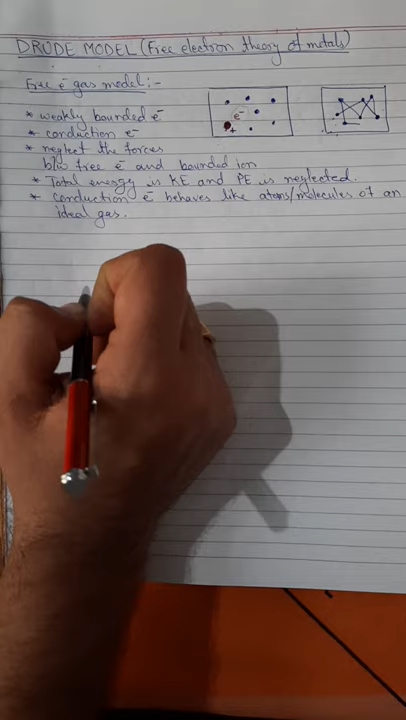 DRUDE MODEL (Free electron theory of metals)
Free e⁻ gas model:-
* weakly bounded e⁻
* conduction e⁻
* neglect the forces
b/w free e⁻ and bounded ion
* Total energy is KE and PE is neglected.
* conduction e⁻ behaves like atoms/molecules of an
ideal gas.
e⁻
+